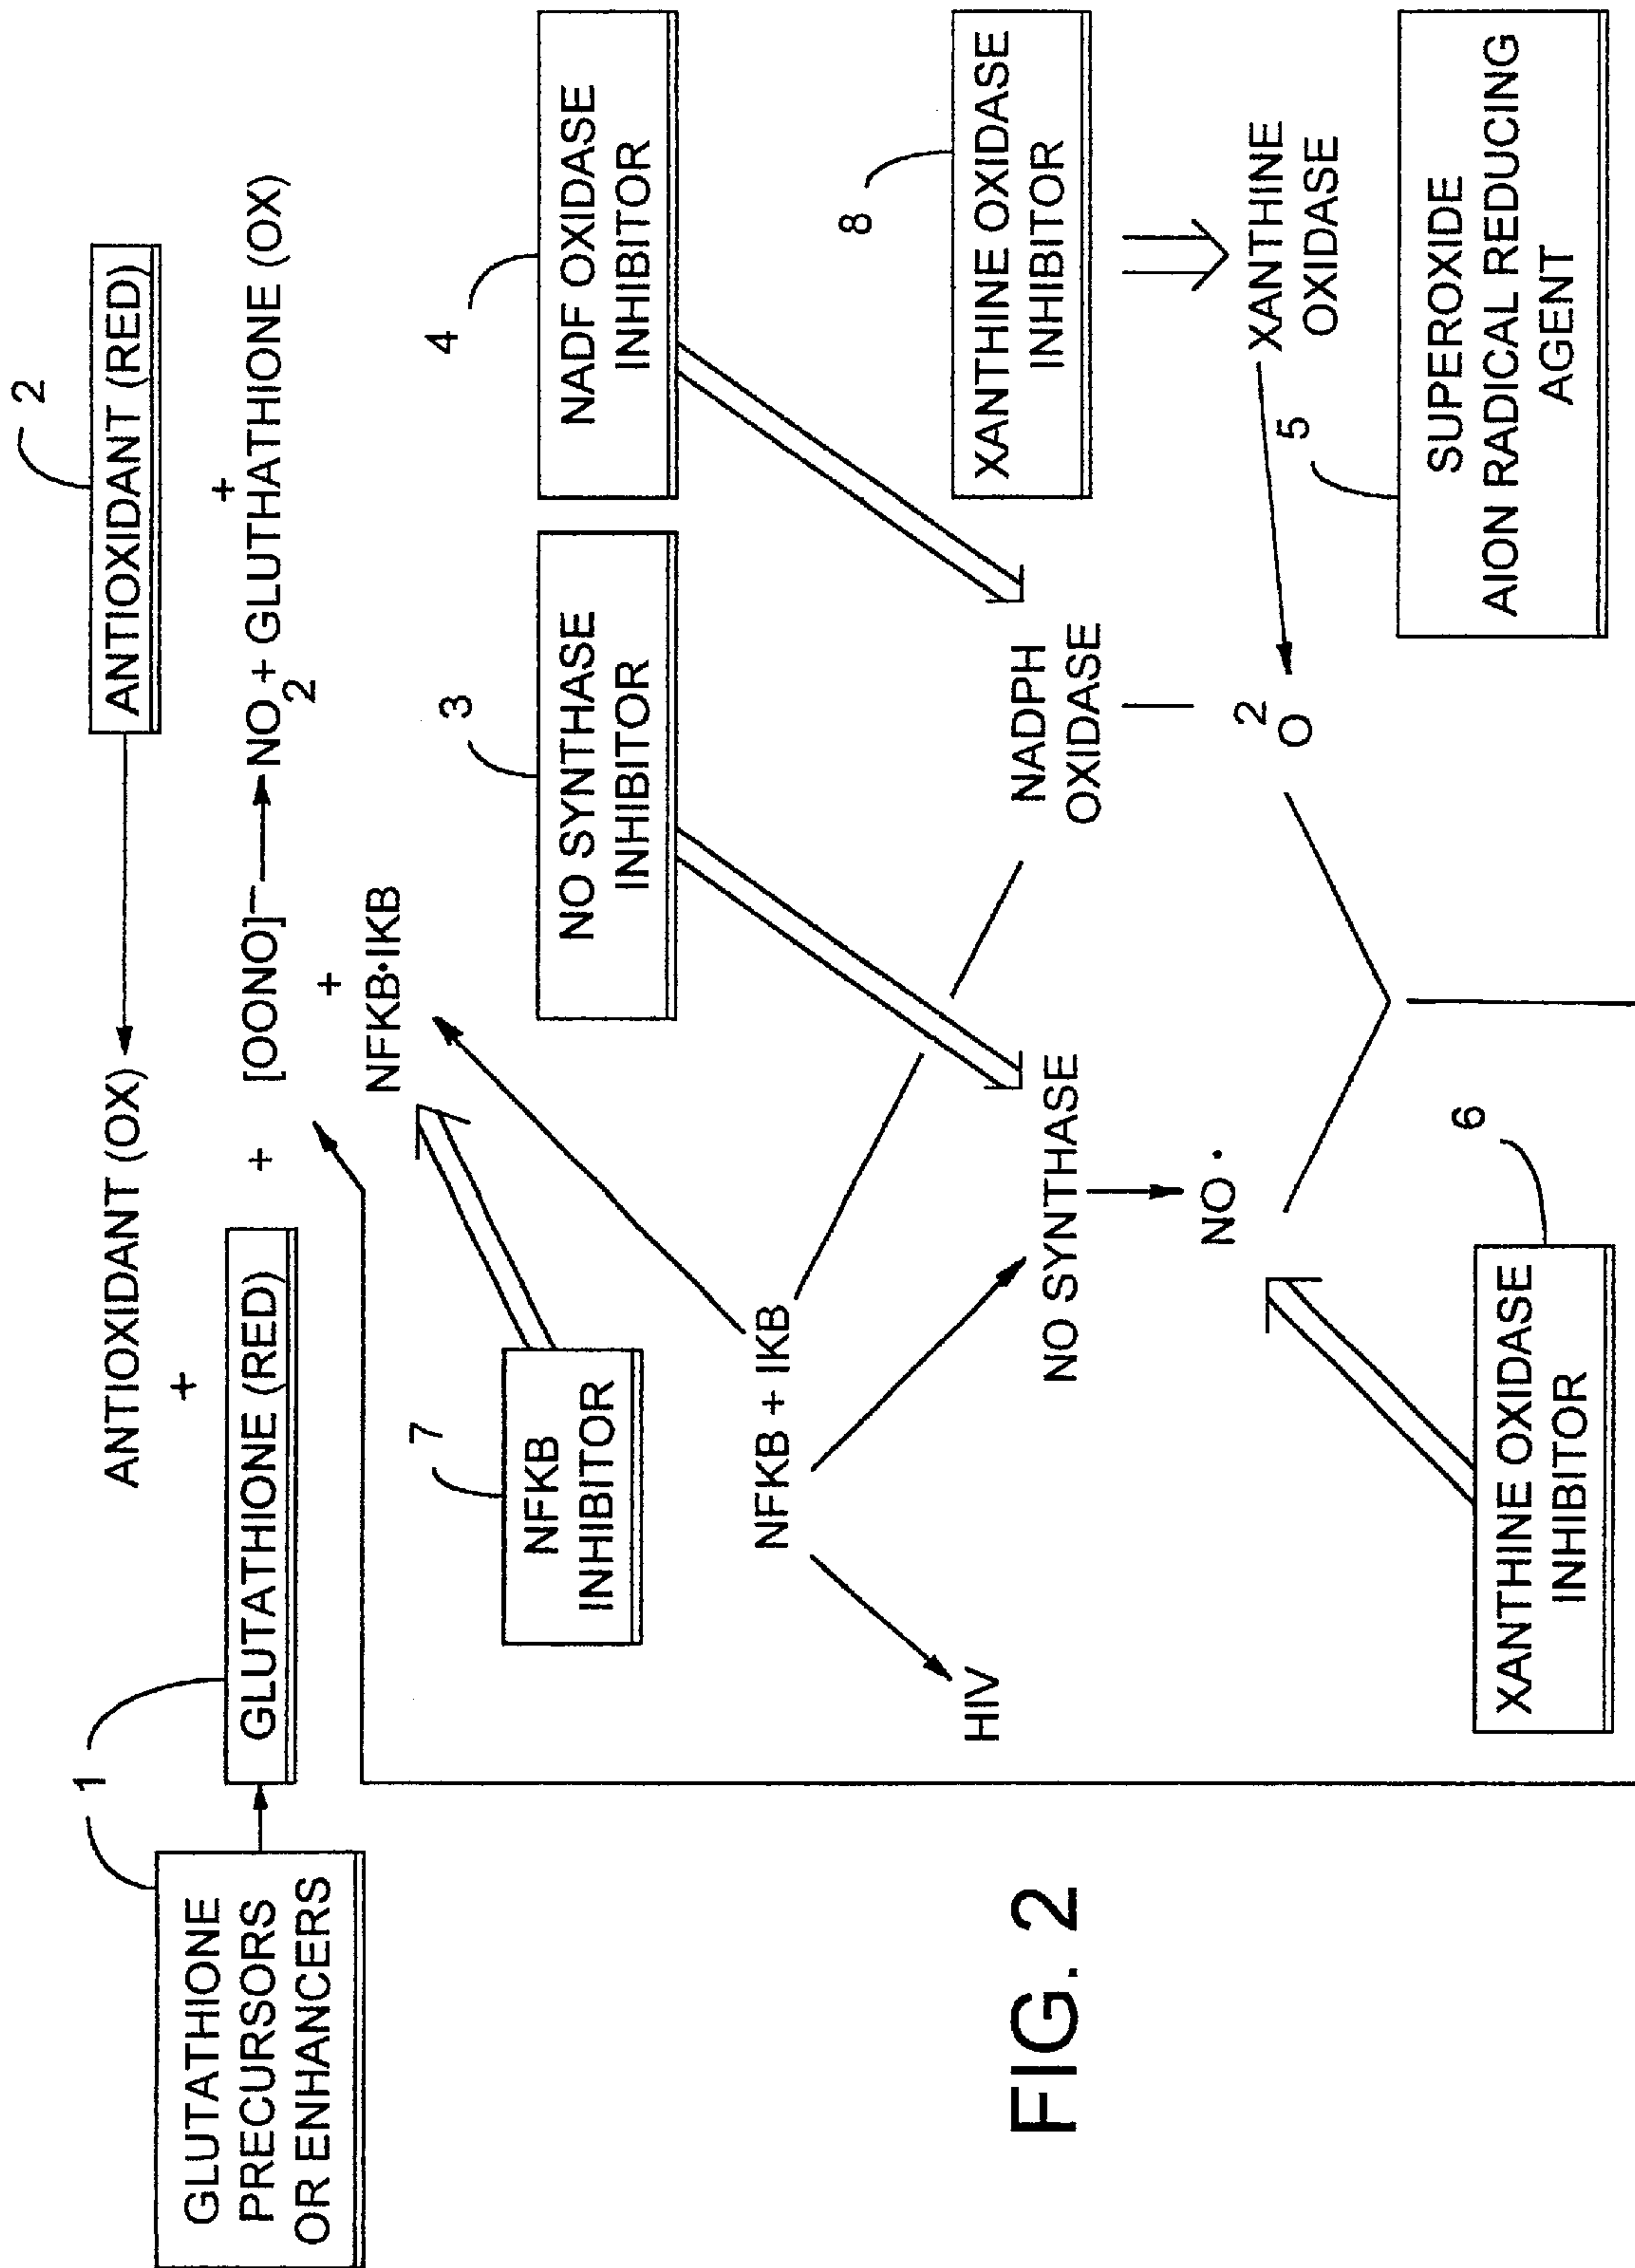 2
ANTIOXIDANT (OX)
ANTIOXIDANT (RED)
+
+
1
GLUTATHIONE
PRECURSORS
OR ENHANCERS
GLUTATHIONE (RED)
+ [OONO]⁻
NO2 + GLUTHATHIONE (OX)
+
NFKB·IKB
7
NFKB
INHIBITOR
3
NO SYNTHASE
INHIBITOR
4
NADF OXIDASE
INHIBITOR
NFKB + IKB
HIV
NO SYNTHASE
NADPH
OXIDASE
8
XANTHINE OXIDASE
INHIBITOR
NO ·
2
O
XANTHINE
OXIDASE
6
XANTHINE OXIDASE
INHIBITOR
5
SUPEROXIDE
AION RADICAL REDUCING
AGENT
FIG. 2